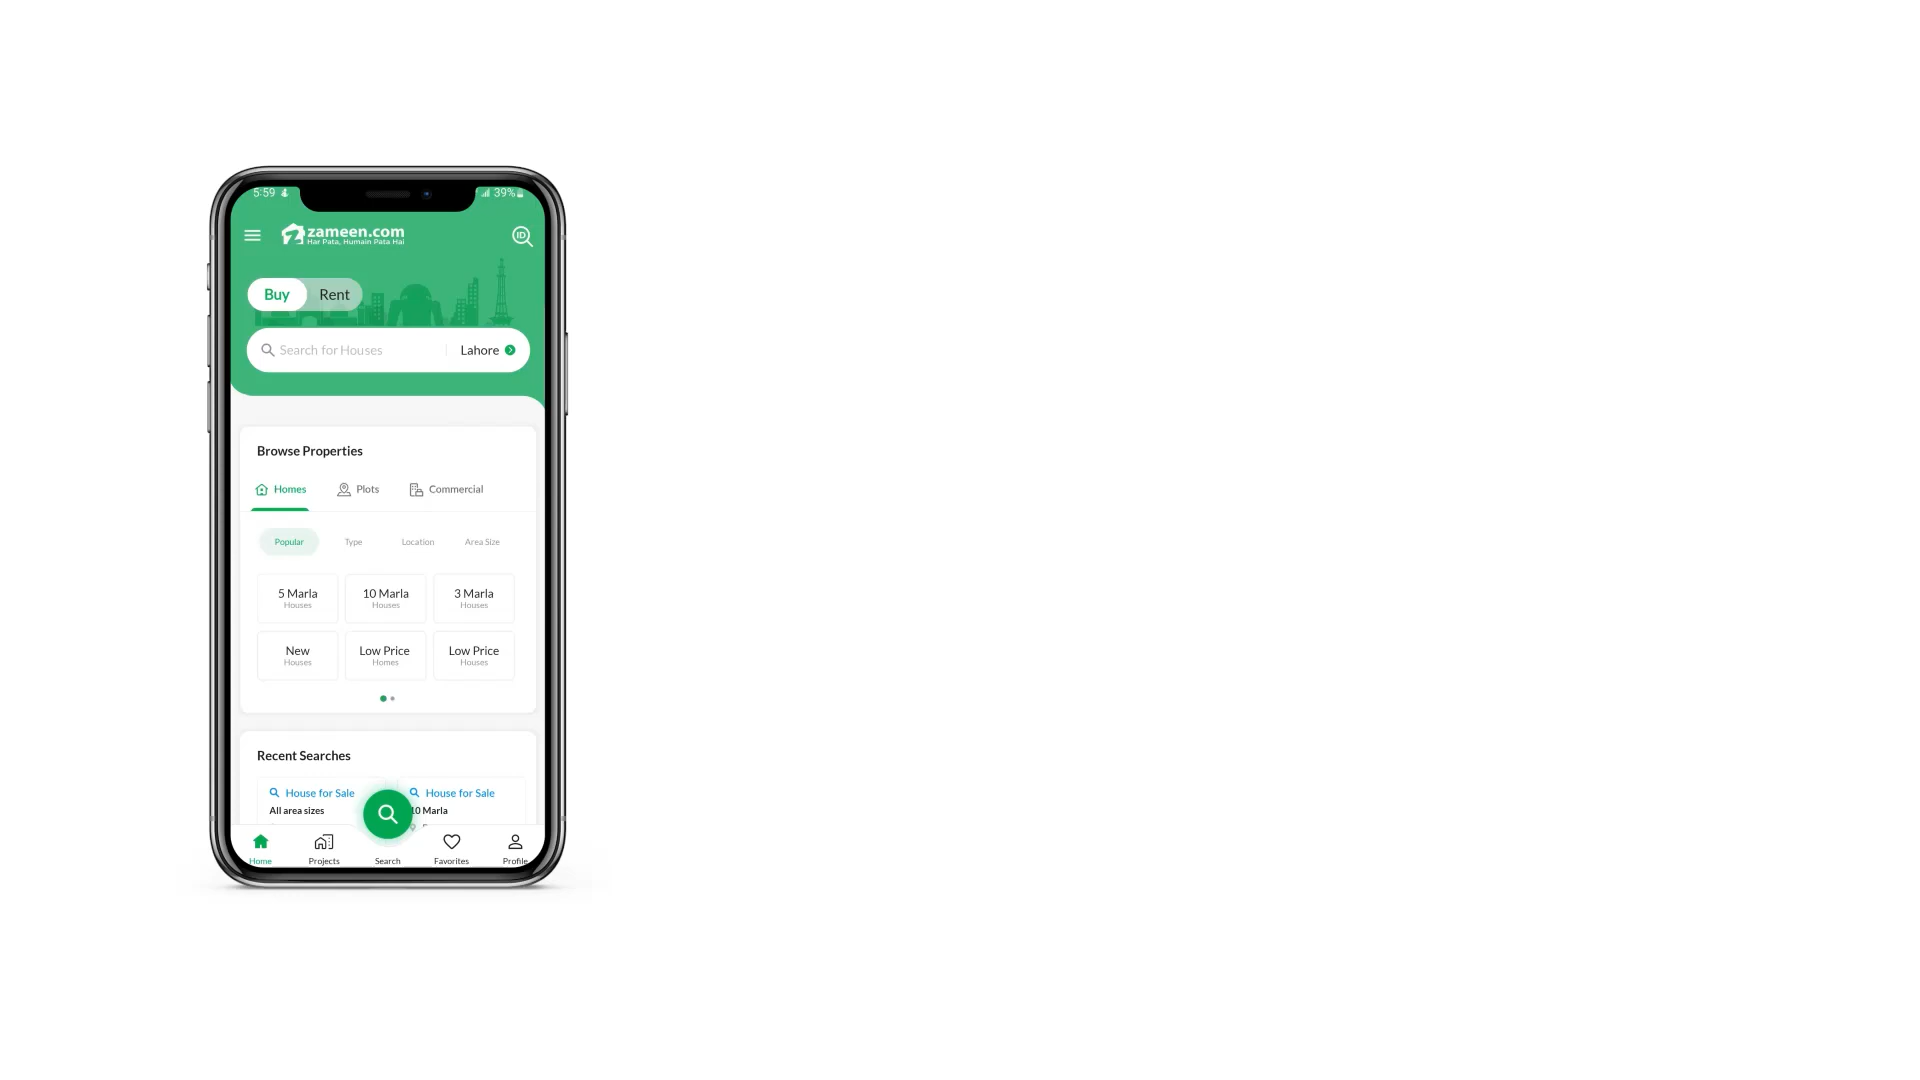 5:59 39%
zameen.com
Har Pata, Humain Pata Hai
ID
Buy Rent
Search for Houses Lahore
Browse Properties
Homes Plots Commercial
Popular Type Location Area Size
5 Marla 10 Marla 3 Marla
Houses Houses Houses
New Low Price Low Price
Houses Homes Houses
Recent Searches
House for Sale House for Sale
All area sizes 10 Marla
Home Projects Search Favorites Profile